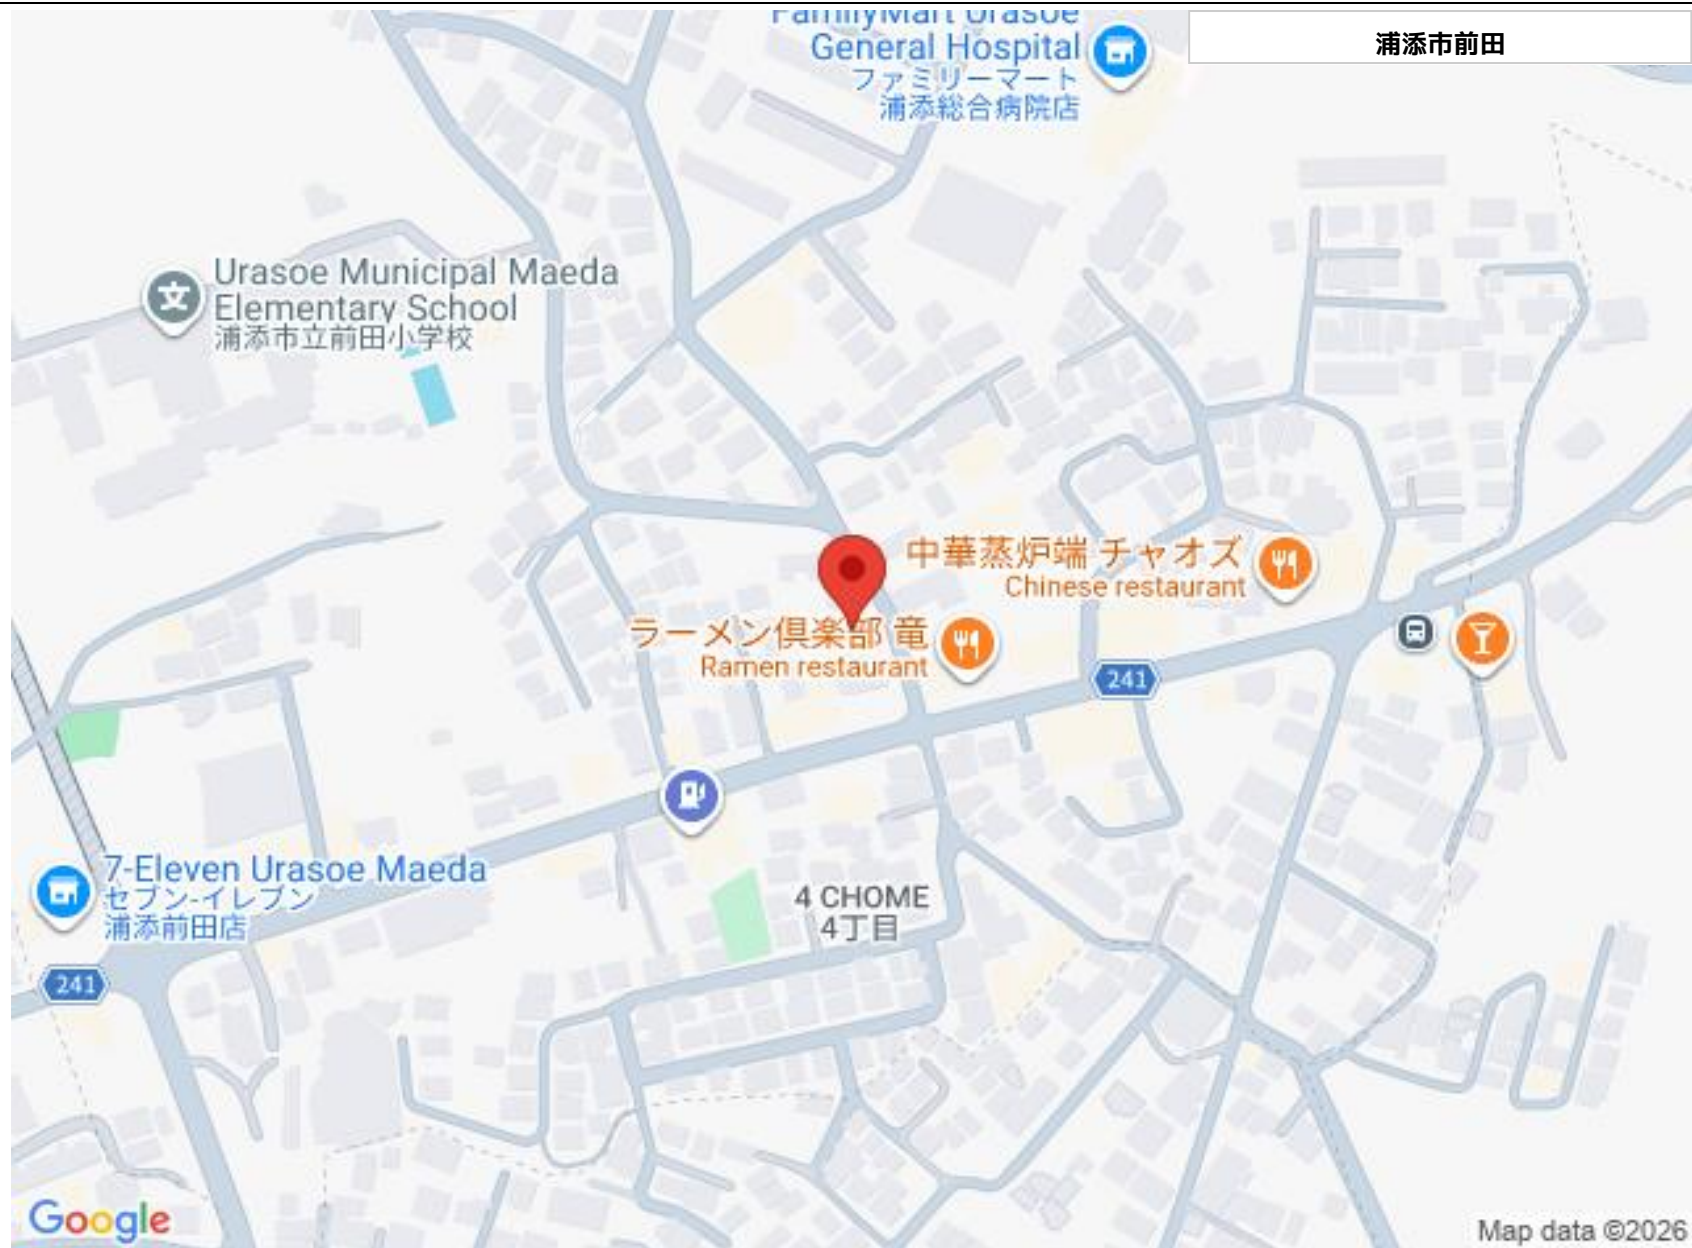 FamilyMart Urasoe
General Hospital
ファミリーマート
浦添総合病院店
浦添市前田
Urasoe Municipal Maeda
Elementary School
浦添市立前田小学校
文
中華蒸炉端 チャオズ
Chinese restaurant
ラーメン倶楽部 竜
Ramen restaurant
241
7-Eleven Urasoe Maeda
セブン-イレブン
浦添前田店
4 CHOME
4丁目
241
Google
Map data ©2026